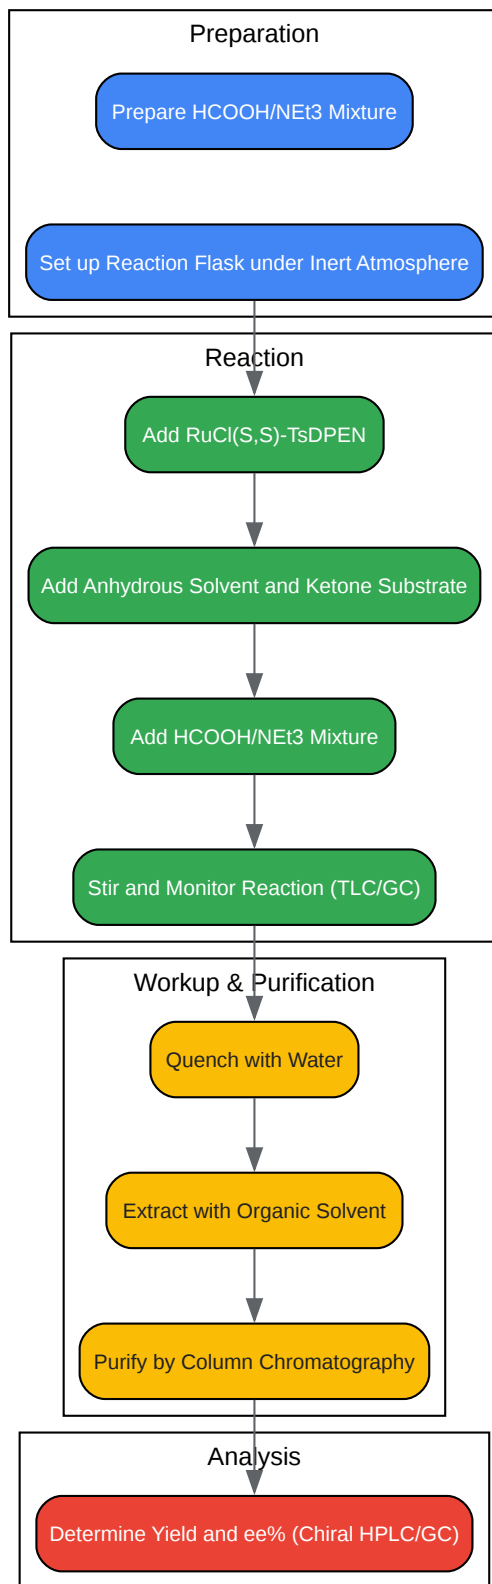 Preparation
Prepare HCOOH/NEt3 Mixture
Set up Reaction Flask under Inert Atmosphere
Reaction
Add RuCl(S,S)-TsDPEN
Add Anhydrous Solvent and Ketone Substrate
Add HCOOH/NEt3 Mixture
Stir and Monitor Reaction (TLC/GC)
Workup & Purification
Quench with Water
Extract with Organic Solvent
Purify by Column Chromatography
Analysis
Determine Yield and ee% (Chiral HPLC/GC)